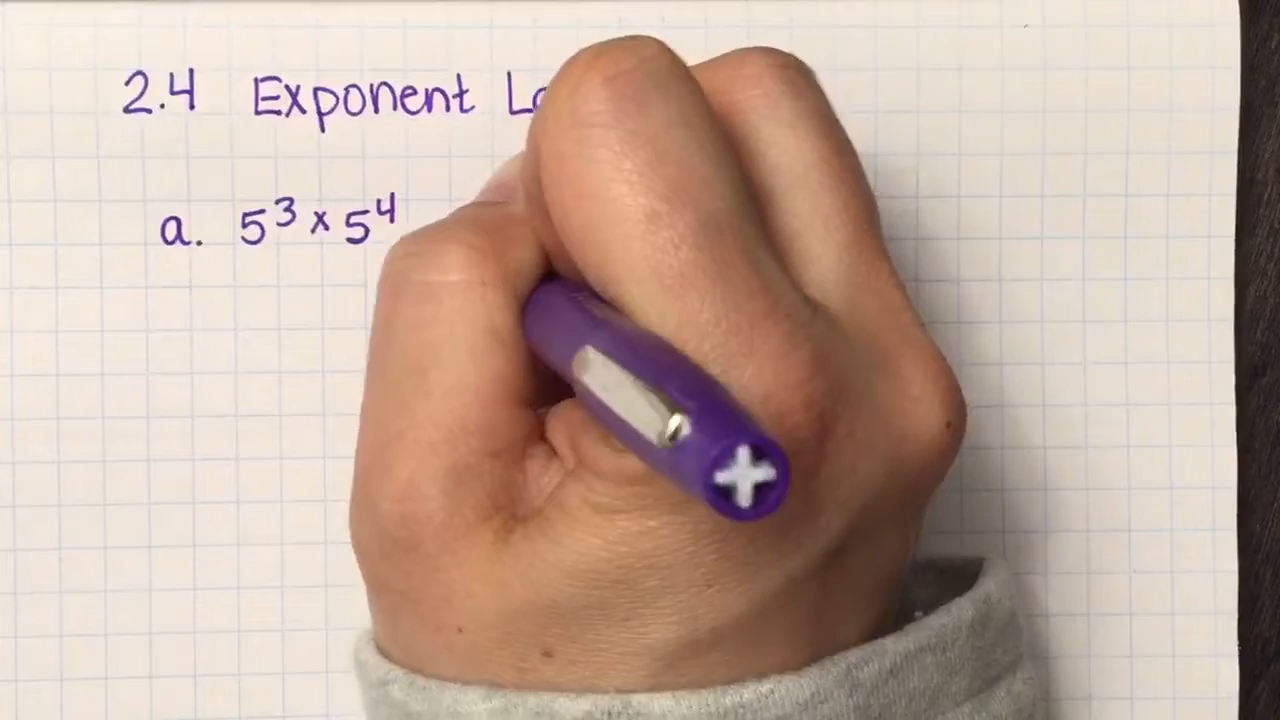 2.4 Exponent
a. 5³ × 5⁴